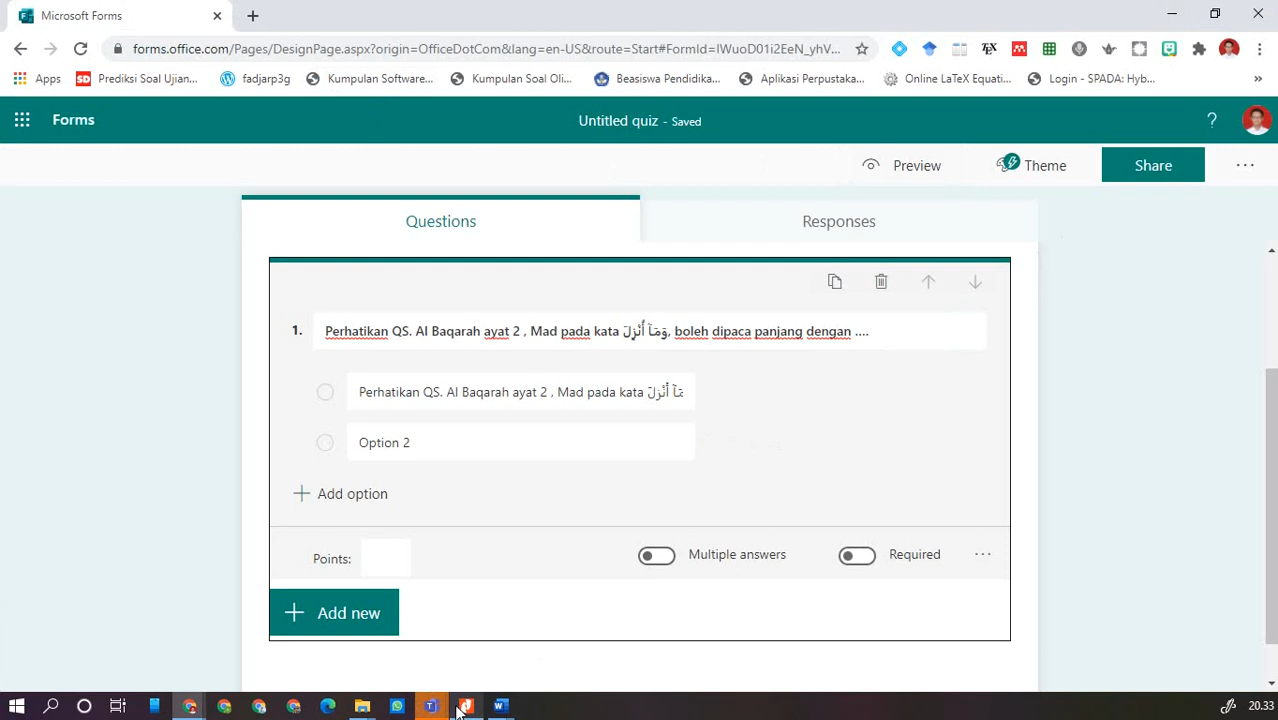 Microsoft Forms
forms.office.com/Pages/DesignPage.aspx?origin=OfficeDotCom&lang=en-US&route=Start#FormId=IWuoD01i2EeN_yhV...
Apps Prediksi Soal Ujian... fadjarp3g Kumpulan Software... Kumpulan Soal Oli... Beasiswa Pendidika... Aplikasi Perpustaka... Online LaTeX Equati... Login - SPADA: Hyb...
Forms Untitled quiz - Saved ?
Preview Theme Share
Questions Responses
1. Perhatikan QS. Al Baqarah ayat 2 , Mad pada kata وَمَآ أُنْزِلَ, boleh dipaca panjang dengan ....
Perhatikan QS. Al Baqarah ayat 2 , Mad pada kata مَآ أُنْزِلَ
Option 2
Add option
Points: Multiple answers Required
Add new
20.33